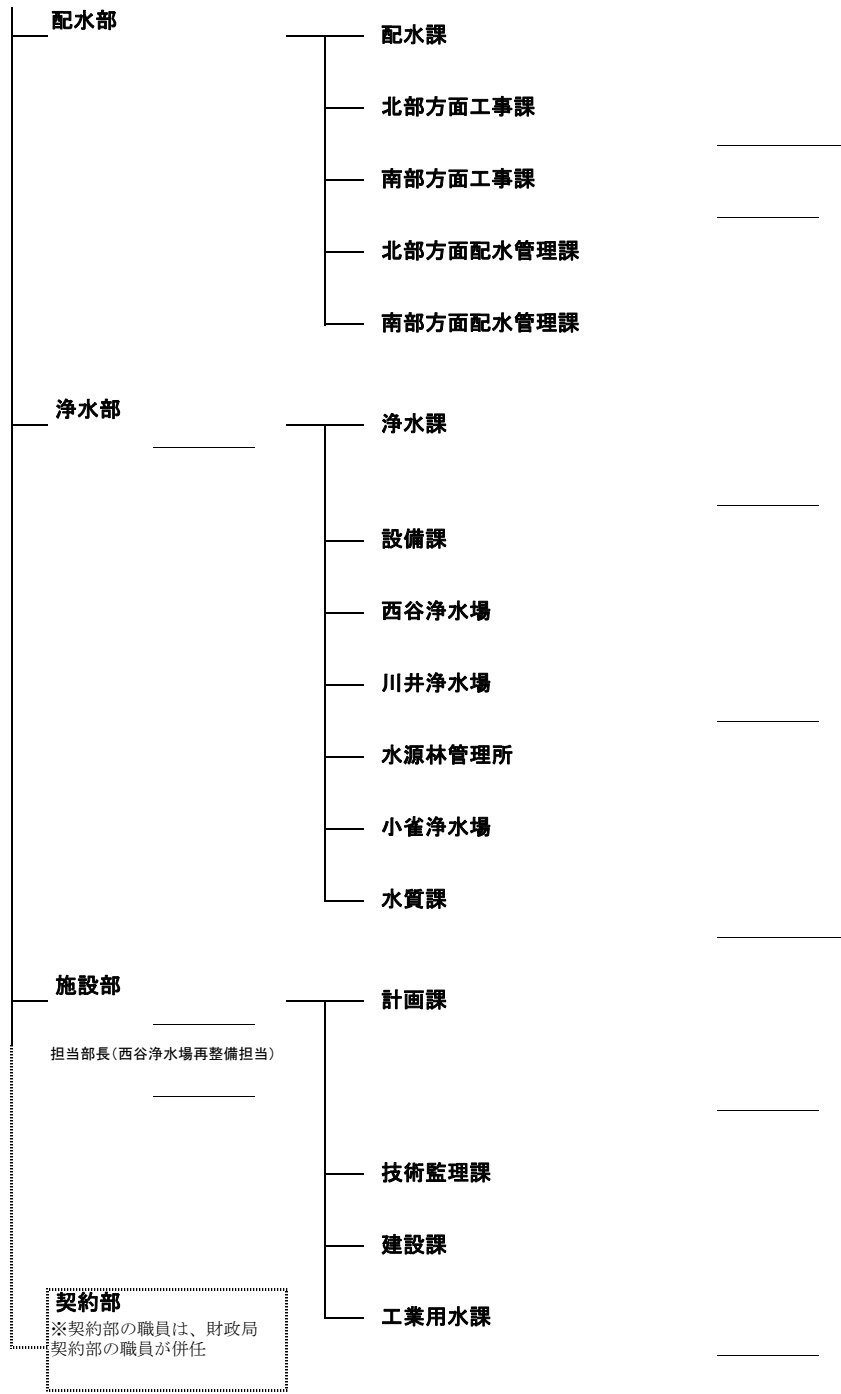 配水部
配水課
北部方面工事課
南部方面工事課
北部方面配水管理課
南部方面配水管理課
浄水部
浄水課
設備課
西谷浄水場
川井浄水場
水源林管理所
小雀浄水場
水質課
施設部
担当部長（西谷浄水場再整備担当）
計画課
技術監理課
建設課
工業用水課
契約部
※契約部の職員は、財政局
契約部の職員が併任